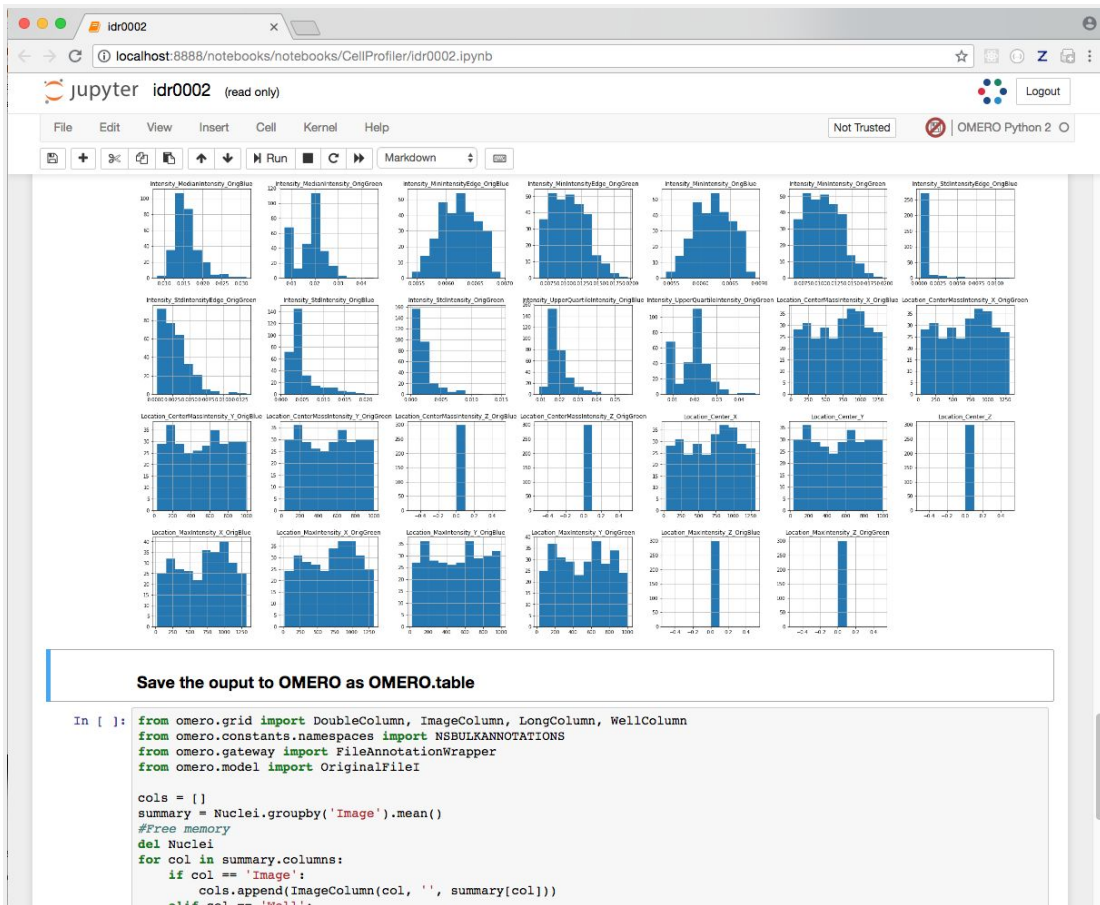 idr0002
localhost:8888/notebooks/notebooks/CellProfiler/idr0002.ipynb
jupyter idr0002 (read only)
Logout
File Edit View Insert Cell Kernel Help
Not Trusted
OMERO Python 2
Run
Markdown
Intensity_MedianIntensity_OrigBlue Intensity_MedianIntensity_OrigGreen Intensity_MinIntensityEdge_OrigBlue Intensity_MinIntensityEdge_OrigGreen Intensity_MinIntensity_OrigBlue Intensity_MinIntensity_OrigGreen Intensity_StdIntensityEdge_OrigBlue
Intensity_StdIntensityEdge_OrigGreen Intensity_StdIntensity_OrigBlue Intensity_StdIntensity_OrigGreen Intensity_UpperQuartileIntensity_OrigBlue Intensity_UpperQuartileIntensity_OrigGreen Location_CenterMassIntensity_X_OrigBlue Location_CenterMassIntensity_X_OrigGreen
Location_CenterMassIntensity_Y_OrigBlue Location_CenterMassIntensity_Y_OrigGreen Location_CenterMassIntensity_Z_OrigBlue Location_CenterMassIntensity_Z_OrigGreen Location_Center_X Location_Center_Y Location_Center_Z
Location_MaxIntensity_X_OrigBlue Location_MaxIntensity_X_OrigGreen Location_MaxIntensity_Y_OrigBlue Location_MaxIntensity_Y_OrigGreen Location_MaxIntensity_Z_OrigBlue Location_MaxIntensity_Z_OrigGreen
Save the ouput to OMERO as OMERO.table
In [ ]: from omero.grid import DoubleColumn, ImageColumn, LongColumn, WellColumn
from omero.constants.namespaces import NSBULKANNOTATIONS
from omero.gateway import FileAnnotationWrapper
from omero.model import OriginalFileI
cols = []
summary = Nuclei.groupby('Image').mean()
#Free memory
del Nuclei
for col in summary.columns:
if col == 'Image':
cols.append(ImageColumn(col, '', summary[col]))
elif col == 'Well':